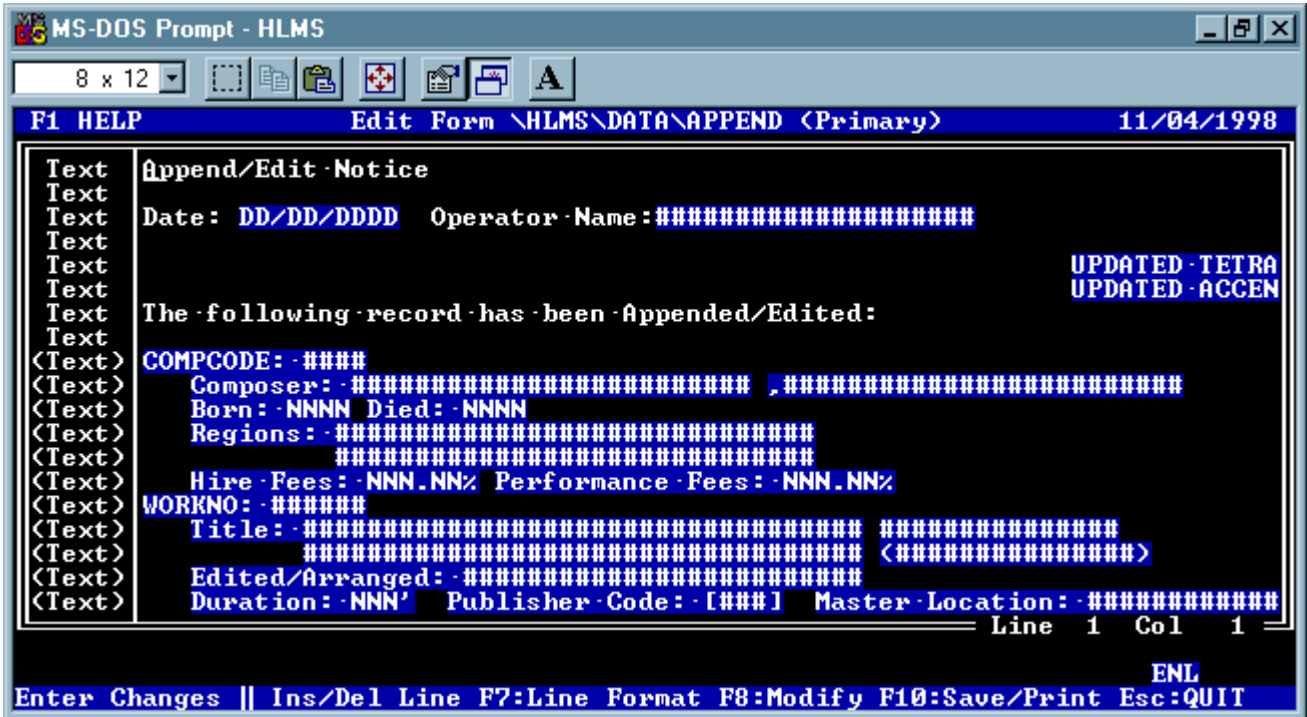 MS-DOS Prompt - HLMS
8 x 12
A
F1 HELP Edit Form \HLMS\DATA\APPEND (Primary) 11/04/1998
Text Append/Edit·Notice
Text
Text Date: DD/DD/DDDD Operator·Name:####################
Text
Text UPDATED·TETRA
Text UPDATED·ACCEN
Text The·following·record·has·been·Appended/Edited:
Text
(Text) COMPCODE:·####
(Text) Composer:·######################### ,#########################
(Text) Born:·NNNN Died:·NNNN
(Text) Regions:·##############################
(Text) ##############################
(Text) Hire·Fees:·NNN.NN% Performance·Fees:·NNN.NN%
(Text) WORKNO:·######
(Text) Title:·################################### ###############
(Text) ################################### (###############)
(Text) Edited/Arranged:·#########################
(Text) Duration:·NNN' Publisher·Code:·[###] Master·Location:·############
Line 1 Col 1
ENL
Enter Changes ‖ Ins/Del Line F7:Line Format F8:Modify F10:Save/Print Esc:QUIT